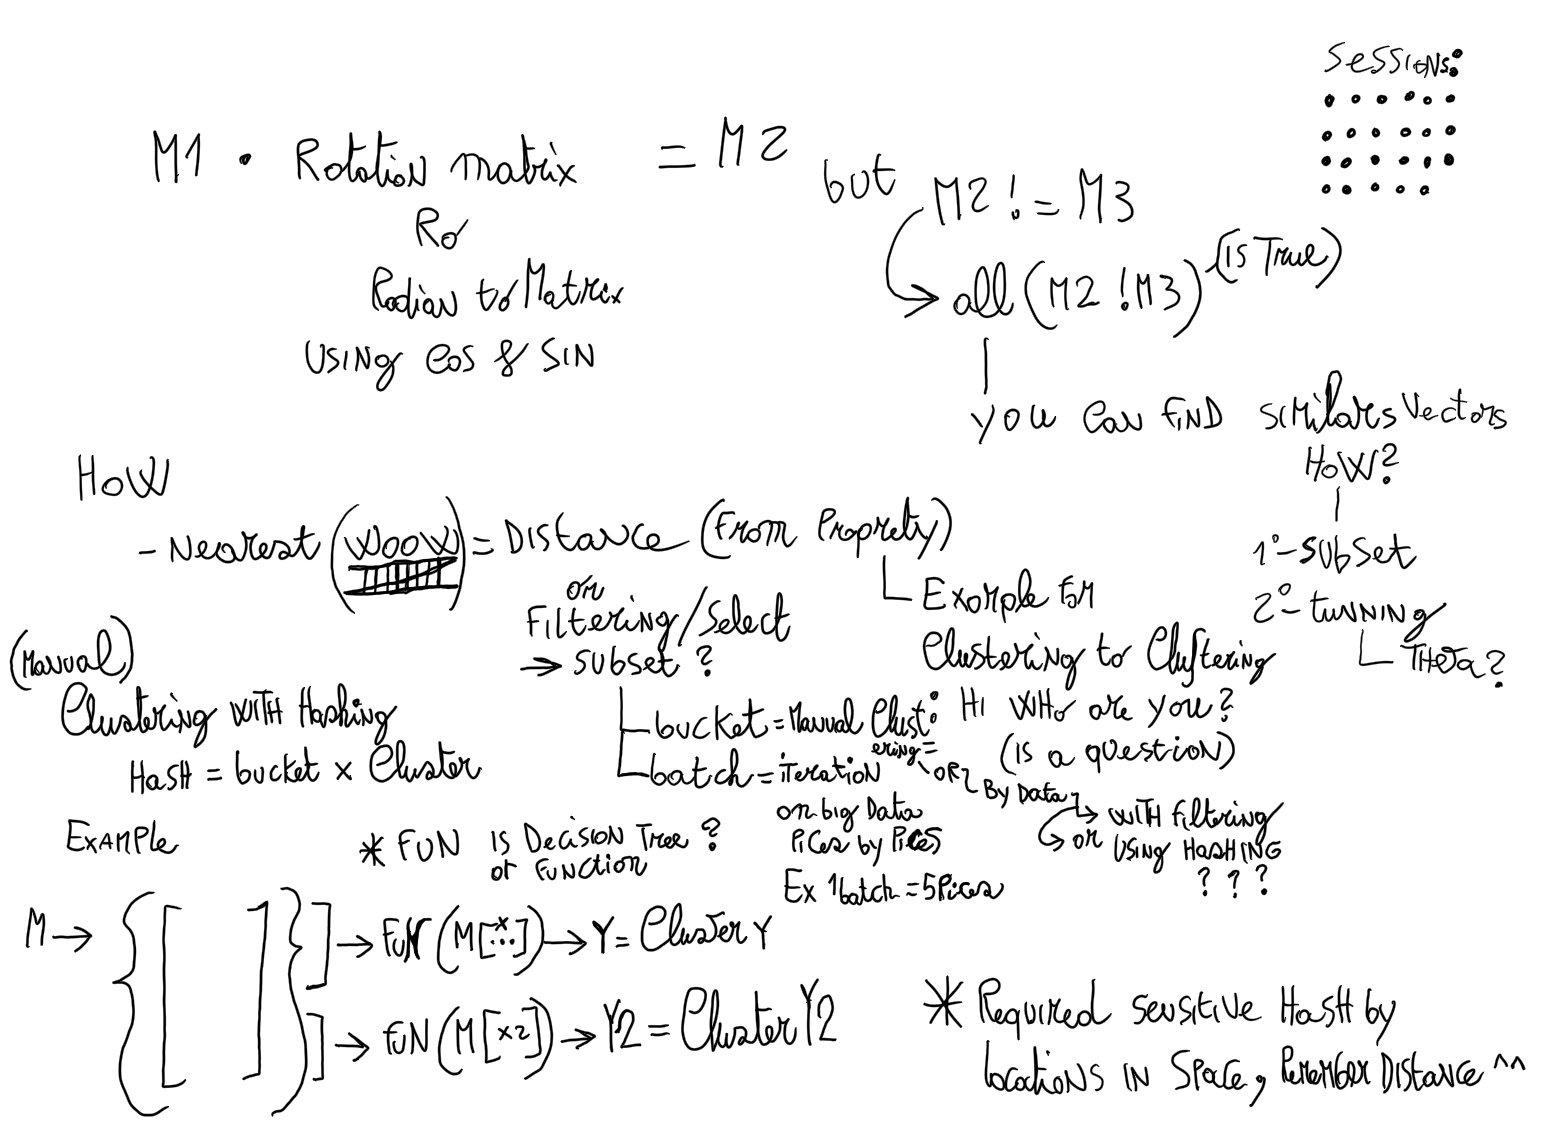 Sessions:
M1 · Rotation matrix = M2
but M2 != M3
Ro
Radian to Matrix
Using Cos & Sin
all (M2 !M3) (is True)
you can find similares Vectors
How?
1°- Subset
2°- tunning
Theta?
How
- Nearest (Woow) = Distance (From Proprety)
or
Filtering/Select
→ subset ?
Example for
Clustering to Clustering
Hi Who are you?
(is a question)
bucket = Manual Clust:
ering =
batch = iteration
on big Data
Pices by Pices
Ex 1batch = 5 Pices
or By Data
→ with filtering
or using Hashing
? ? ?
(Manual)
Clustering with Hashing
Hash = bucket x Cluster
Example
* FUN is Decision Tree ?
or Function
M → {[ ]} ] → FUN (M[x...]) → Y = Cluster Y
] → FUN (M[x2]) → Y2 = Cluster Y2
* Required sensitive Hash by
locations in Space, Remember Distance ^^